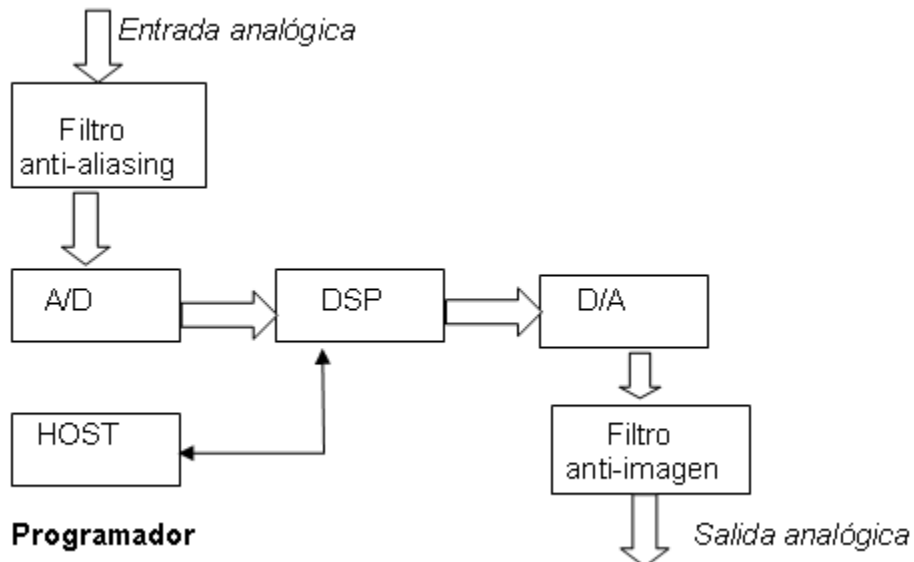 Entrada analógica
Filtro
anti-aliasing
A/D
DSP
D/A
HOST
Filtro
anti-imagen
Programador
Salida analógica